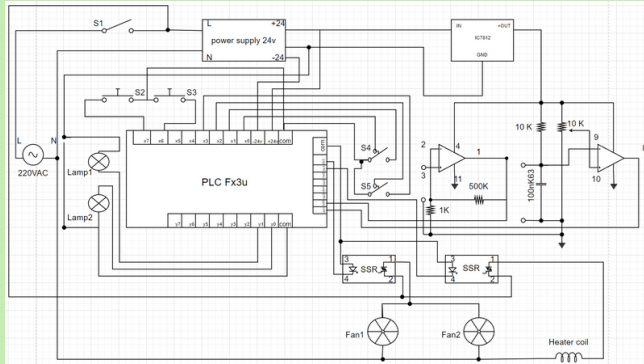 S1
L
+24
power supply 24v
N
-24
IN
+OUT
IC7812
GND
S2
S3
x7
x6
x5
x4
x3
x2
x1
x0
-24v
+24v
com
com
PLC Fx3u
S4
S5
L
N
220VAC
Lamp1
Lamp2
y7
y6
y5
y4
y3
y2
y1
y0
com
2
3
4
1
11
500K
1K
10 K
10 K
100nK63
9
10
8
3
4
SSR
1
2
3
4
SSR
1
2
Fan1
Fan2
Heater coil